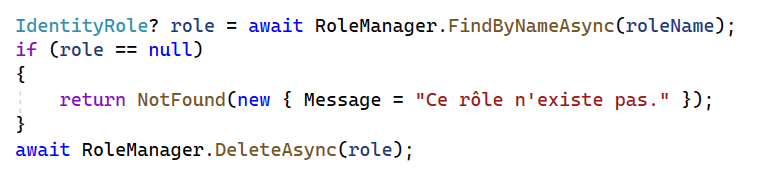 IdentityRole? role = await RoleManager.FindByNameAsync(roleName);
if (role == null)
{
    return NotFound(new { Message = "Ce rôle n'existe pas." });
}
await RoleManager.DeleteAsync(role);